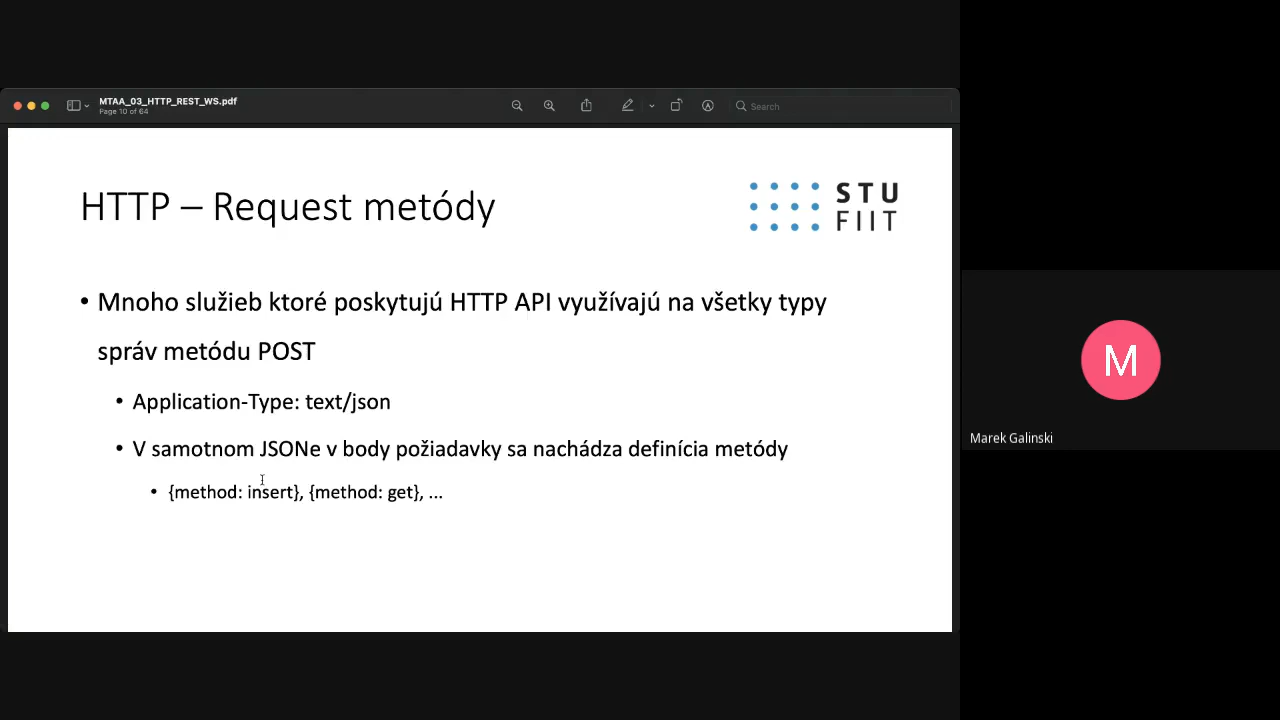 MTAA_03_HTTP_REST_WS.pdf
Page 10 of 64
Search
HTTP – Request metódy
STU
FIIT
• Mnoho služieb ktoré poskytujú HTTP API využívajú na všetky typy
správ metódu POST
• Application-Type: text/json
• V samotnom JSONe v body požiadavky sa nachádza definícia metódy
• {method: insert}, {method: get}, ...
M
Marek Galinski